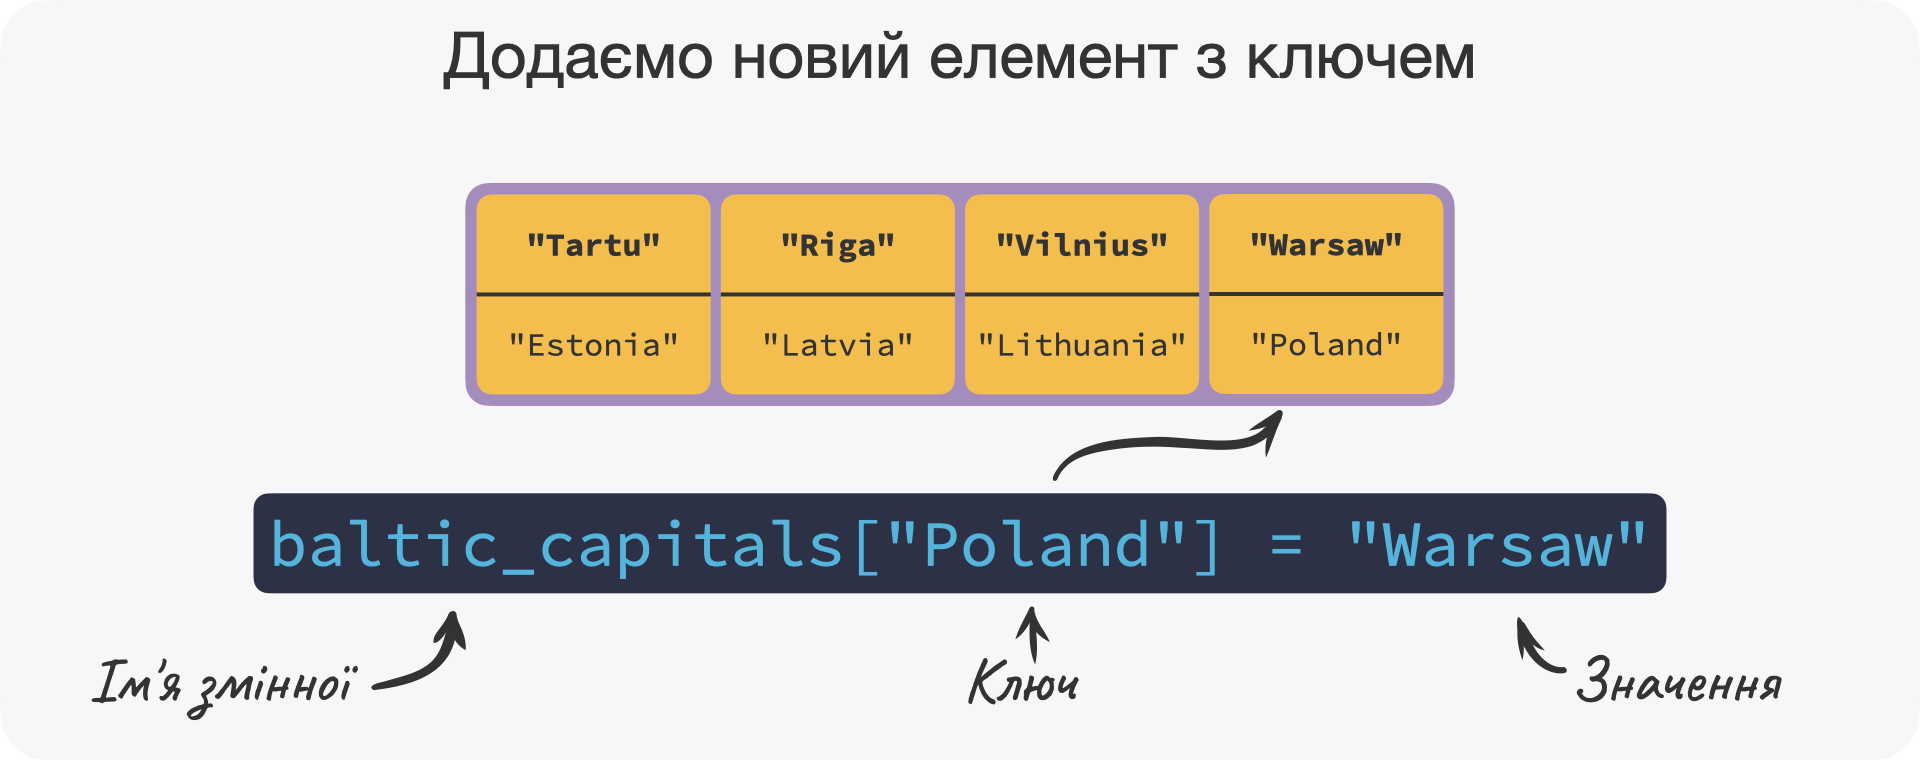 Додаємо новий елемент з ключем
"Tartu" "Riga" "Vilnius" "Warsaw"
"Estonia" "Latvia" "Lithuania" "Poland"
baltic_capitals["Poland"] = "Warsaw"
Ім'я змінної Ключ Значення